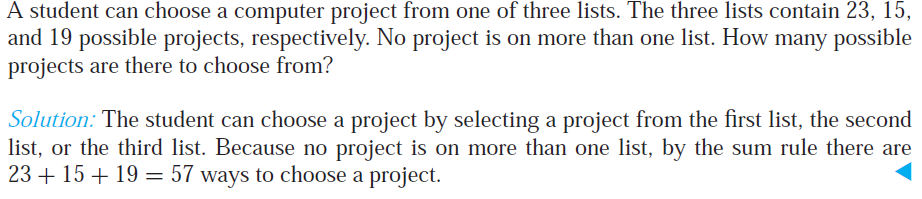 A student can choose a computer project from one of three lists. The three lists contain 23, 15,
and 19 possible projects, respectively. No project is on more than one list. How many possible
projects are there to choose from?
Solution: The student can choose a project by selecting a project from the first list, the second
list, or the third list. Because no project is on more than one list, by the sum rule there are
23 + 15 + 19 = 57 ways to choose a project.